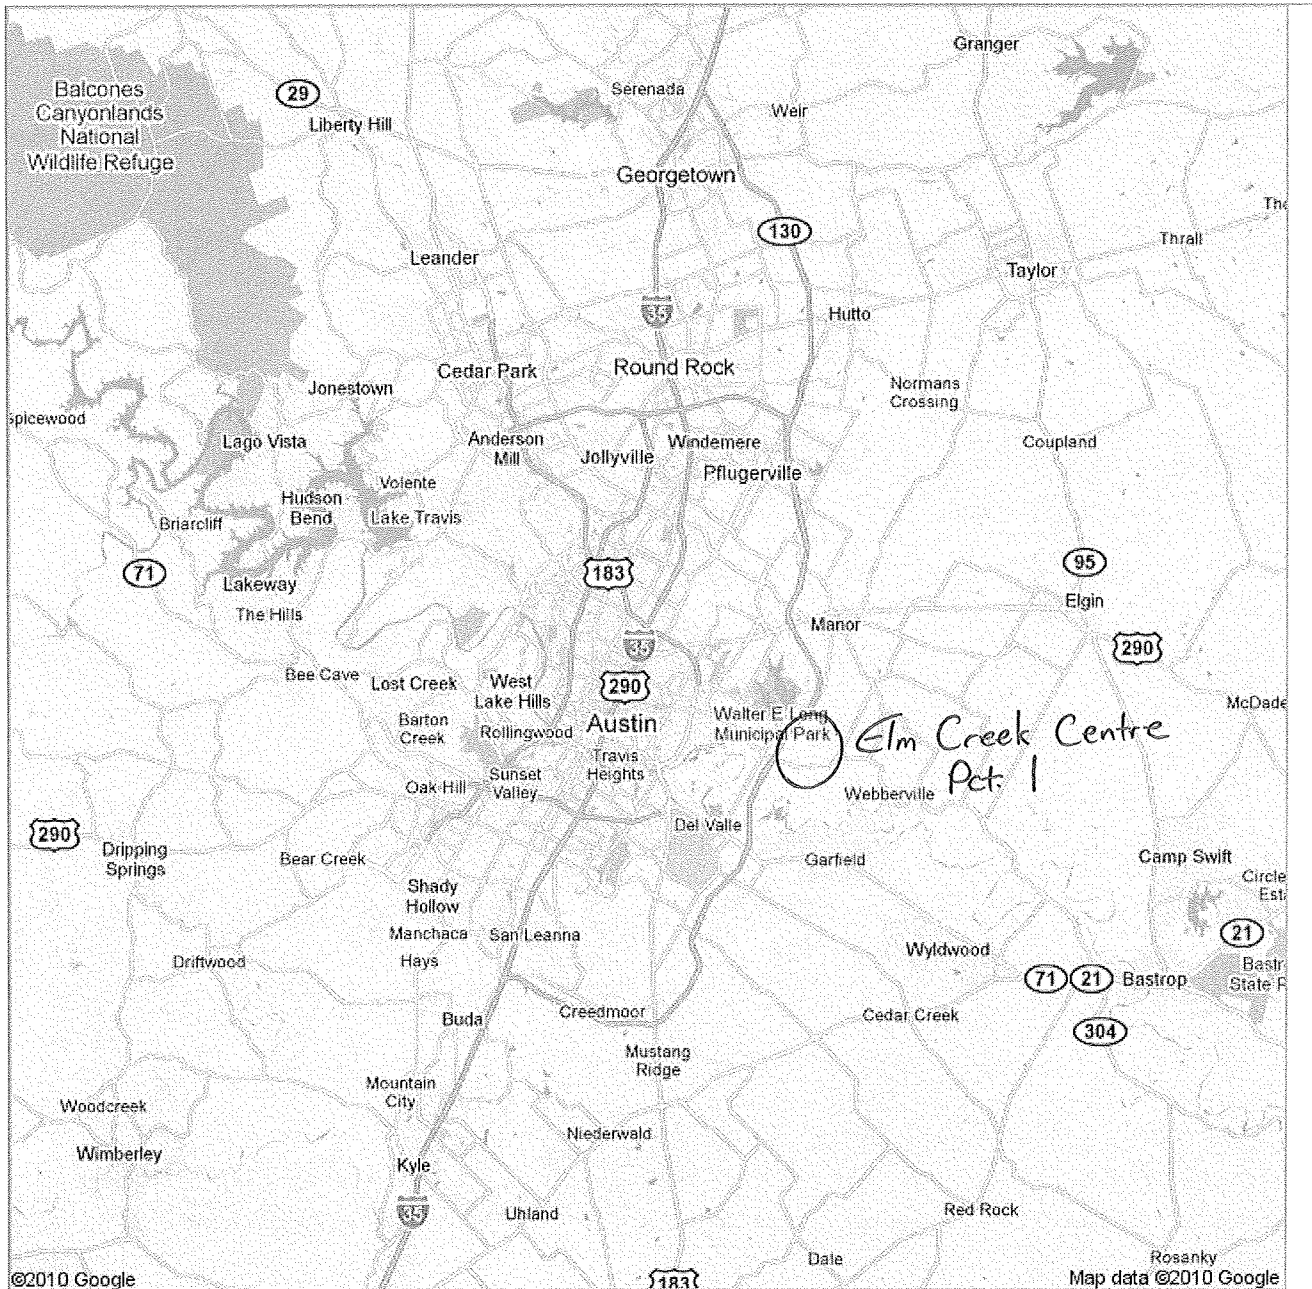 Granger
Serenada
Balcones
Canyonlands
National
Wildlife Refuge
29
Weir
Liberty Hill
Georgetown
130
Thrall
Leander
Taylor
35
Hutto
Cedar Park
Round Rock
Jonestown
Normans
Crossing
Spicewood
Lago Vista
Anderson
Mill
Jollyville
Windemere
Coupland
Pflugerville
Volente
Hudson
Bend
Lake Travis
Briarcliff
71
183
95
Lakeway
The Hills
Elgin
Manor
35
290
Bee Cave
Lost Creek
West
Lake Hills
290
McDade
Barton
Creek
Rollingwood
Austin
Walter E Long
Municipal Park
Elm Creek Centre
Pct. 1
Travis
Heights
Oak Hill
Sunset
Valley
Webberville
290
Del Valle
Dripping
Springs
Bear Creek
Garfield
Camp Swift
Circle
Esta
Shady
Hollow
Manchaca
San Leanna
21
Driftwood
Hays
Wyldwood
71
21
Bastrop
Bastr
State P
Buda
Creedmoor
Cedar Creek
304
Mustang
Ridge
Mountain
City
Woodcreek
Niederwald
Wimberley
Kyle
35
Uhland
Red Rock
Dale
Rosanky
183
©2010 Google
Map data ©2010 Google